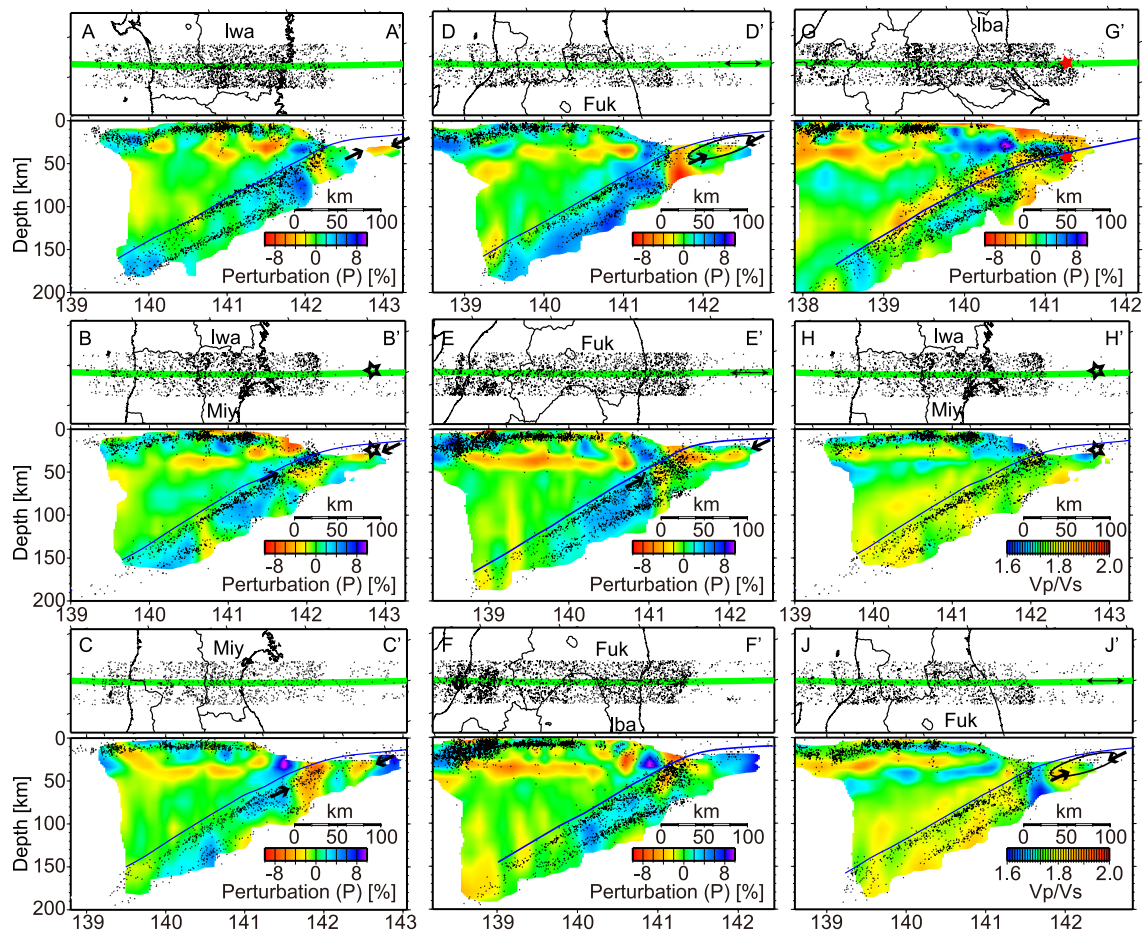 A Iwa A'
D D'
Fuk
G Iba G'
0
50
100
150
200
Depth [km]
km
0 50 100
-8 0 8
Perturbation (P) [%]
139 140 141 142 143
km
0 50 100
-8 0 8
Perturbation (P) [%]
139 140 141 142
km
0 50 100
-8 0 8
Perturbation (P) [%]
138 139 140 141 142
B Iwa B'
Miy
E Fuk E'
H Iwa H'
Miy
0
50
100
150
200
Depth [km]
km
0 50 100
-8 0 8
Perturbation (P) [%]
139 140 141 142 143
km
0 50 100
-8 0 8
Perturbation (P) [%]
139 140 141 142
km
0 50 100
1.6 2.0
Vp/Vs
139 140 141 142 143
C Miy C'
F Fuk F'
Iba
J J'
Fuk
0
50
100
150
200
Depth [km]
km
0 50 100
-8 0 8
Perturbation (P) [%]
139 140 141 142 143
km
0 50 100
-8 0 8
Perturbation (P) [%]
139 140 141 142
km
0 50 100
1.6 2.0
Vp/Vs
139 140 141 142